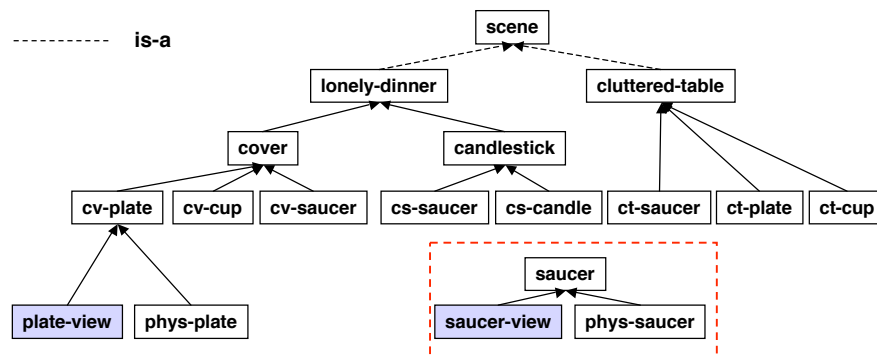 scene
is-a
lonely-dinner cluttered-table
cover candlestick
cv-plate cv-cup cv-saucer cs-saucer cs-candle ct-saucer ct-plate ct-cup
saucer
plate-view phys-plate saucer-view phys-saucer